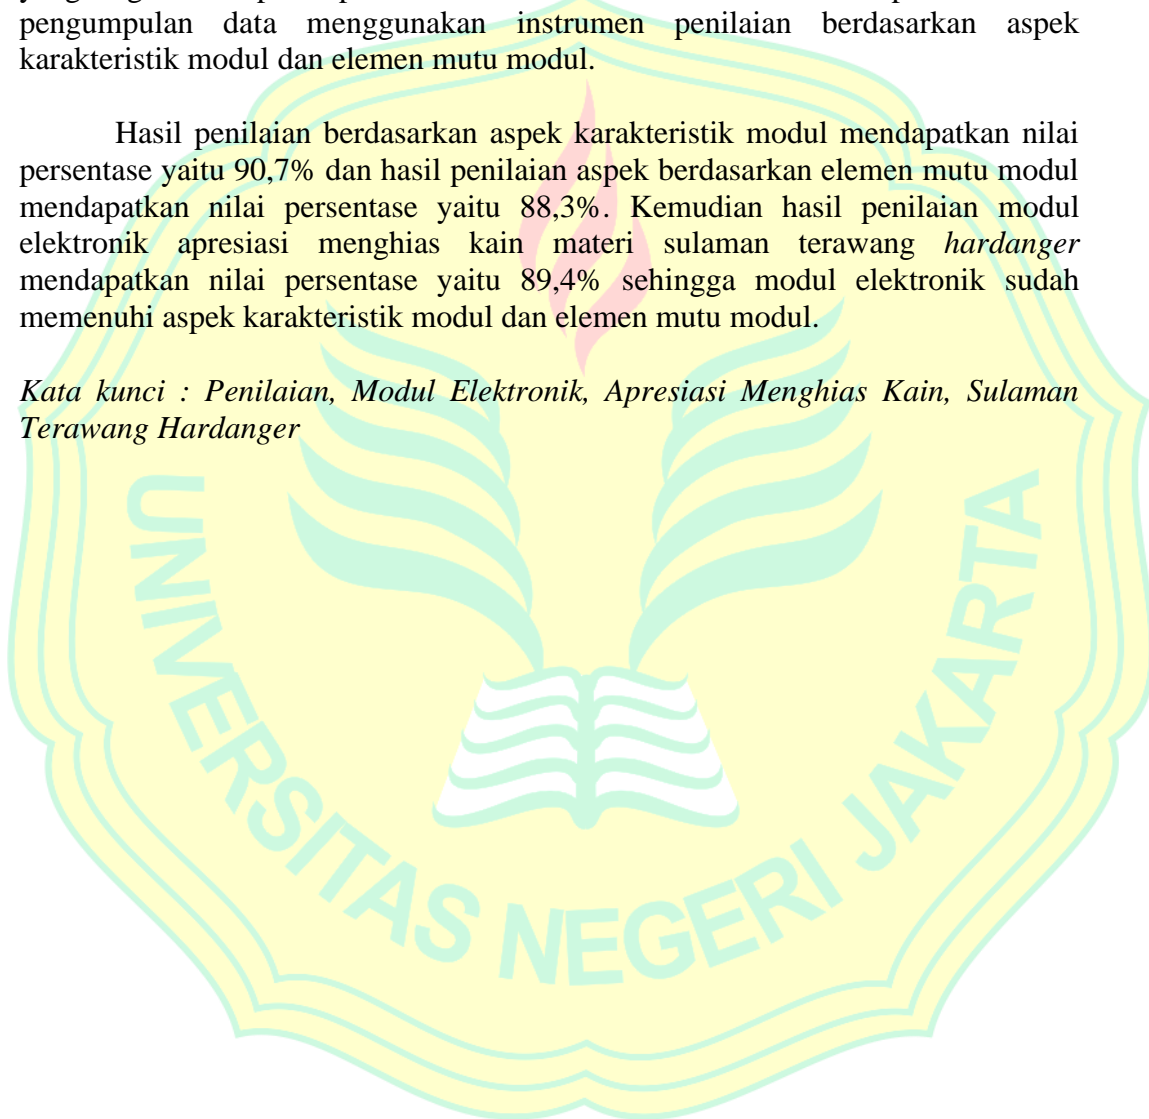 pengumpulan data menggunakan instrumen penilaian berdasarkan aspek
karakteristik modul dan elemen mutu modul.
Hasil penilaian berdasarkan aspek karakteristik modul mendapatkan nilai
persentase yaitu 90,7% dan hasil penilaian aspek berdasarkan elemen mutu modul
mendapatkan nilai persentase yaitu 88,3%. Kemudian hasil penilaian modul
elektronik apresiasi menghias kain materi sulaman terawang hardanger
mendapatkan nilai persentase yaitu 89,4% sehingga modul elektronik sudah
memenuhi aspek karakteristik modul dan elemen mutu modul.
Kata kunci : Penilaian, Modul Elektronik, Apresiasi Menghias Kain, Sulaman
Terawang Hardanger
UNIVERSITAS NEGERI JAKARTA